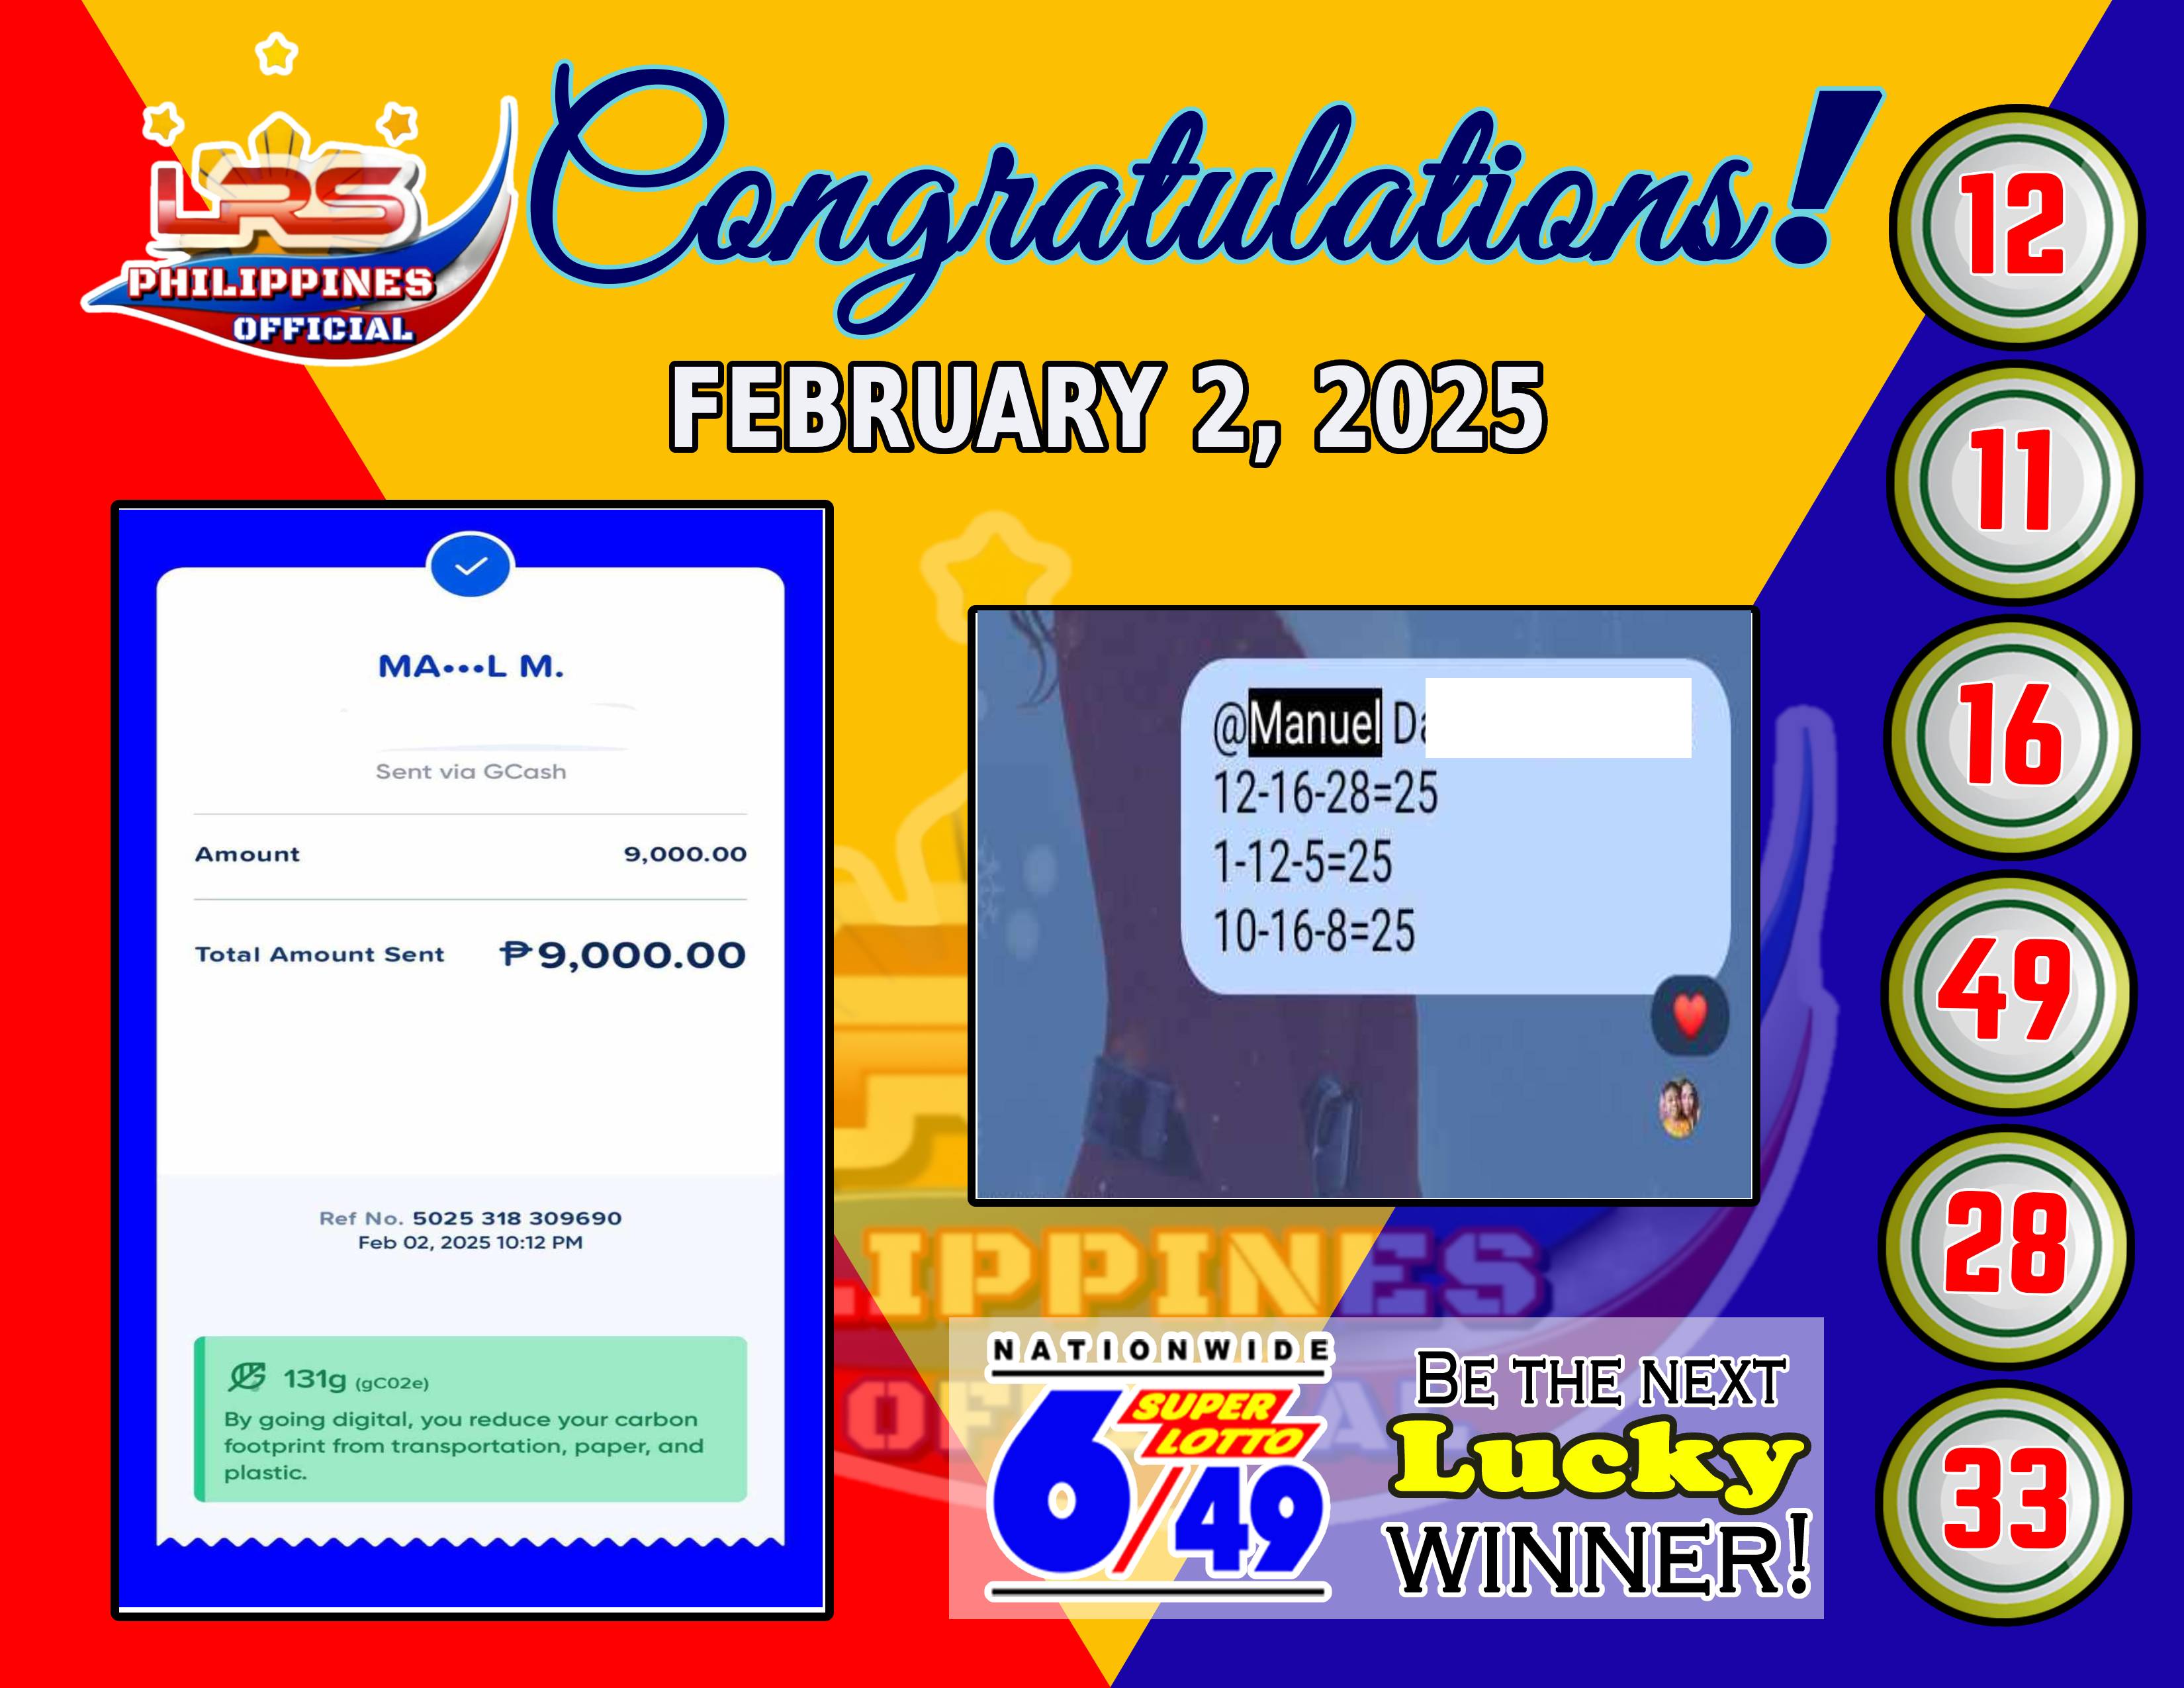 LRS
PHILIPPINES
OFFICIAL
Congratulations!
FEBRUARY 2, 2025
MA•••L M.
Sent via GCash
Amount 9,000.00
Total Amount Sent ₱9,000.00
Ref No. 5025 318 309690
Feb 02, 2025 10:12 PM
131g (gC02e)
By going digital, you reduce your carbon
footprint from transportation, paper, and
plastic.
@Manuel Da
12-16-28=25
1-12-5=25
10-16-8=25
LIPPINES
NATIONWIDE
SUPER
LOTTO
6/49
BE THE NEXT
Lucky
WINNER!
12
11
16
49
28
33